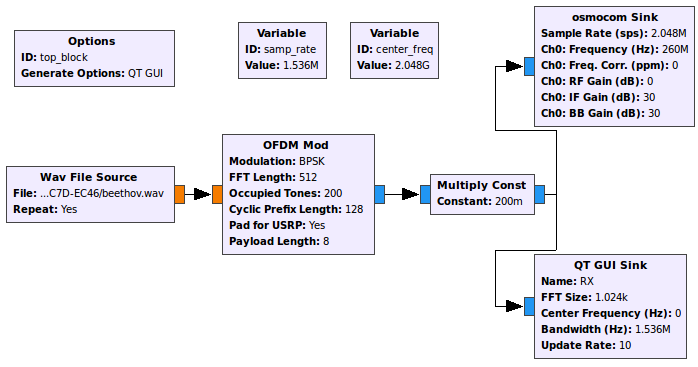 Options
ID: top_block
Generate Options: QT GUI
Variable
ID: samp_rate
Value: 1.536M
Variable
ID: center_freq
Value: 2.048G
osmocom Sink
Sample Rate (sps): 2.048M
Ch0: Frequency (Hz): 260M
Ch0: Freq. Corr. (ppm): 0
Ch0: RF Gain (dB): 0
Ch0: IF Gain (dB): 30
Ch0: BB Gain (dB): 30
Wav File Source
File: ...C7D-EC46/beethov.wav
Repeat: Yes
OFDM Mod
Modulation: BPSK
FFT Length: 512
Occupied Tones: 200
Cyclic Prefix Length: 128
Pad for USRP: Yes
Payload Length: 8
Multiply Const
Constant: 200m
QT GUI Sink
Name: RX
FFT Size: 1.024k
Center Frequency (Hz): 0
Bandwidth (Hz): 1.536M
Update Rate: 10